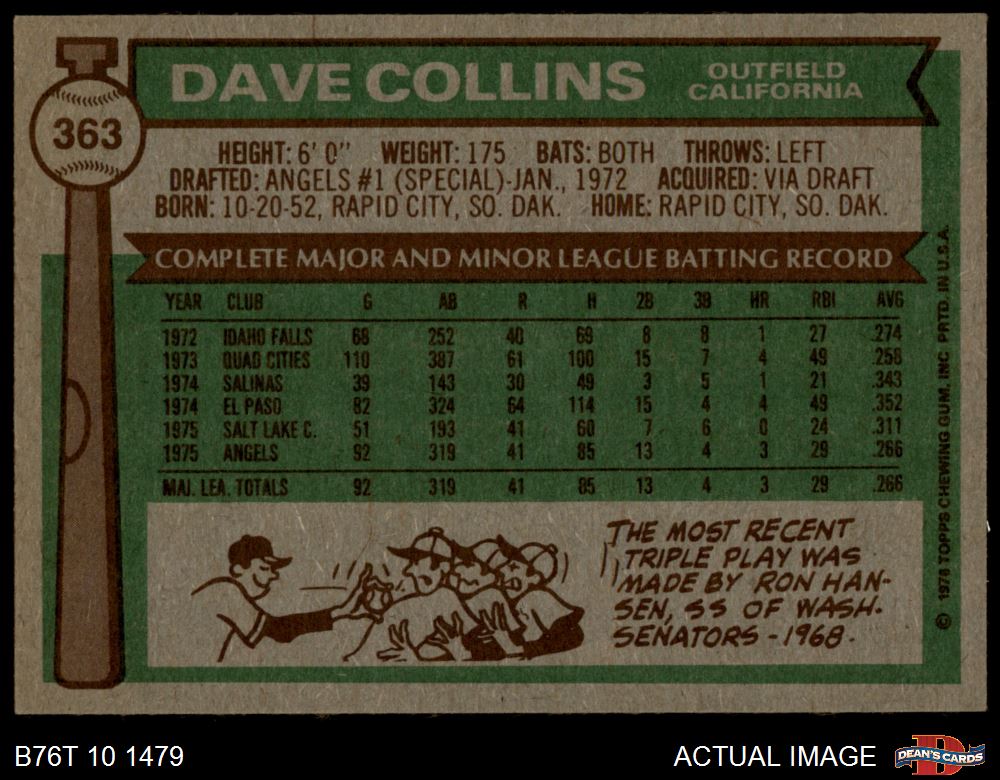 363
DAVE COLLINS
OUTFIELD
CALIFORNIA
HEIGHT: 6' 0" WEIGHT: 175 BATS: BOTH THROWS: LEFT
DRAFTED: ANGELS #1 (SPECIAL)-JAN., 1972 ACQUIRED: VIA DRAFT
BORN: 10-20-52, RAPID CITY, SO. DAK. HOME: RAPID CITY, SO. DAK.
COMPLETE MAJOR AND MINOR LEAGUE BATTING RECORD
YEAR CLUB G AB R H 2B 3B HR RBI AVG
1972 IDAHO FALLS 68 252 40 69 8 8 1 27 .274
1973 QUAD CITIES 110 387 61 100 15 7 4 49 .258
1974 SALINAS 39 143 30 49 3 5 1 21 .343
1974 EL PASO 82 324 64 114 15 4 4 49 .352
1975 SALT LAKE C. 51 193 41 60 7 6 0 24 .311
1975 ANGELS 92 319 41 85 13 4 3 29 .266
MAJ. LEA. TOTALS 92 319 41 85 13 4 3 29 .266
THE MOST RECENT
TRIPLE PLAY WAS
MADE BY RON HAN-
SEN, SS OF WASH.
SENATORS - 1968.
© 1976 TOPPS CHEWING GUM, INC PRTD. IN U.S.A.
B76T 10 1479
ACTUAL IMAGE
DEAN'S CARDS